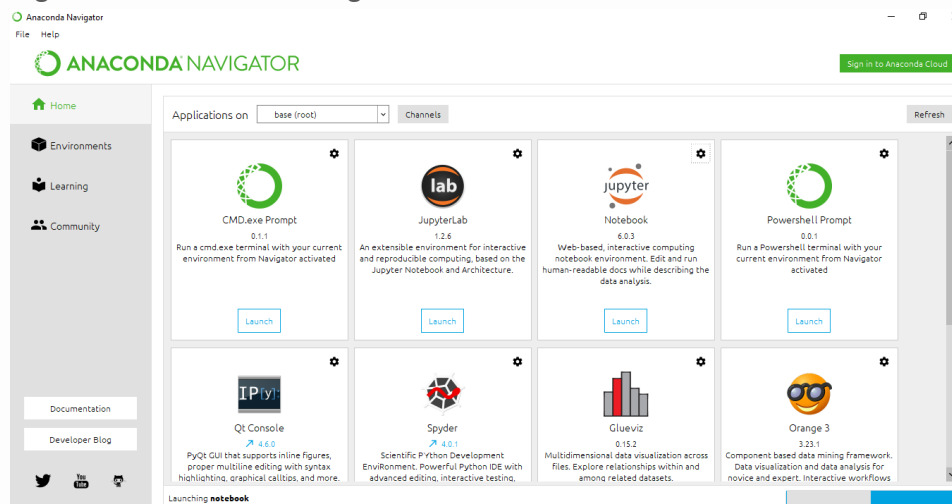 Anaconda Navigator
File Help
ANACONDA NAVIGATOR
Sign in to Anaconda Cloud
Home
Environments
Learning
Community
Documentation
Developer Blog
You
Tube
Applications on
base (root)
Channels
Refresh
CMD.exe Prompt
0.1.1
Run a cmd.exe terminal with your current
environment from Navigator activated
Launch
lab
JupyterLab
1.2.6
An extensible environment for interactive
and reproducible computing, based on the
Jupyter Notebook and Architecture.
Launch
jupyter
Notebook
6.0.3
Web-based, interactive computing
notebook environment. Edit and run
human-readable docs while describing the
data analysis.
Launch
Powershell Prompt
0.0.1
Run a Powershell terminal with your
current environment from Navigator
activated
Launch
IP[y]:
Qt Console
4.6.0
PyQt GUI that supports inline figures,
proper multiline editing with syntax
highlighting, graphical calltips, and more.
Spyder
4.0.1
Scientific PYthon Development
EnviRonment. Powerful Python IDE with
advanced editing, interactive testing,
Glueviz
0.15.2
Multidimensional data visualization across
files. Explore relationships within and
among related datasets.
Orange 3
3.23.1
Component based data mining framework.
Data visualization and data analysis for
novice and expert. Interactive workflows
Launching notebook